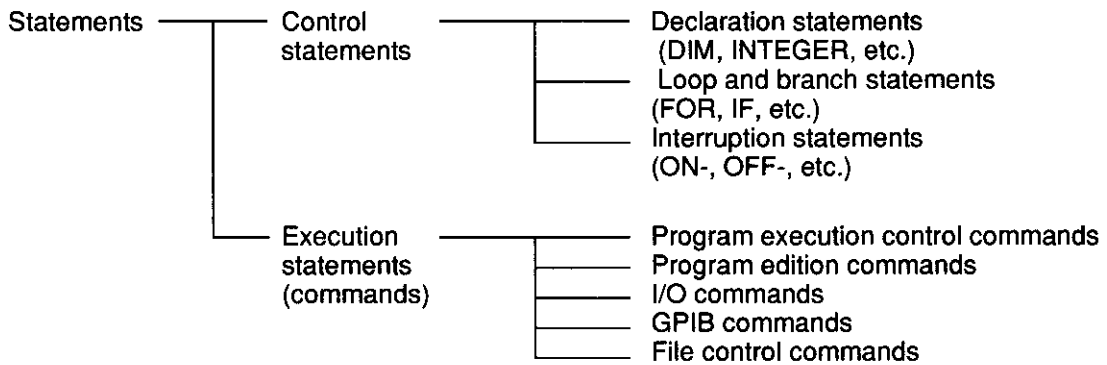 Statements
Control
statements
Declaration statements
(DIM, INTEGER, etc.)
Loop and branch statements
(FOR, IF, etc.)
Interruption statements
(ON-, OFF-, etc.)
Execution
statements
(commands)
Program execution control commands
Program edition commands
I/O commands
GPIB commands
File control commands